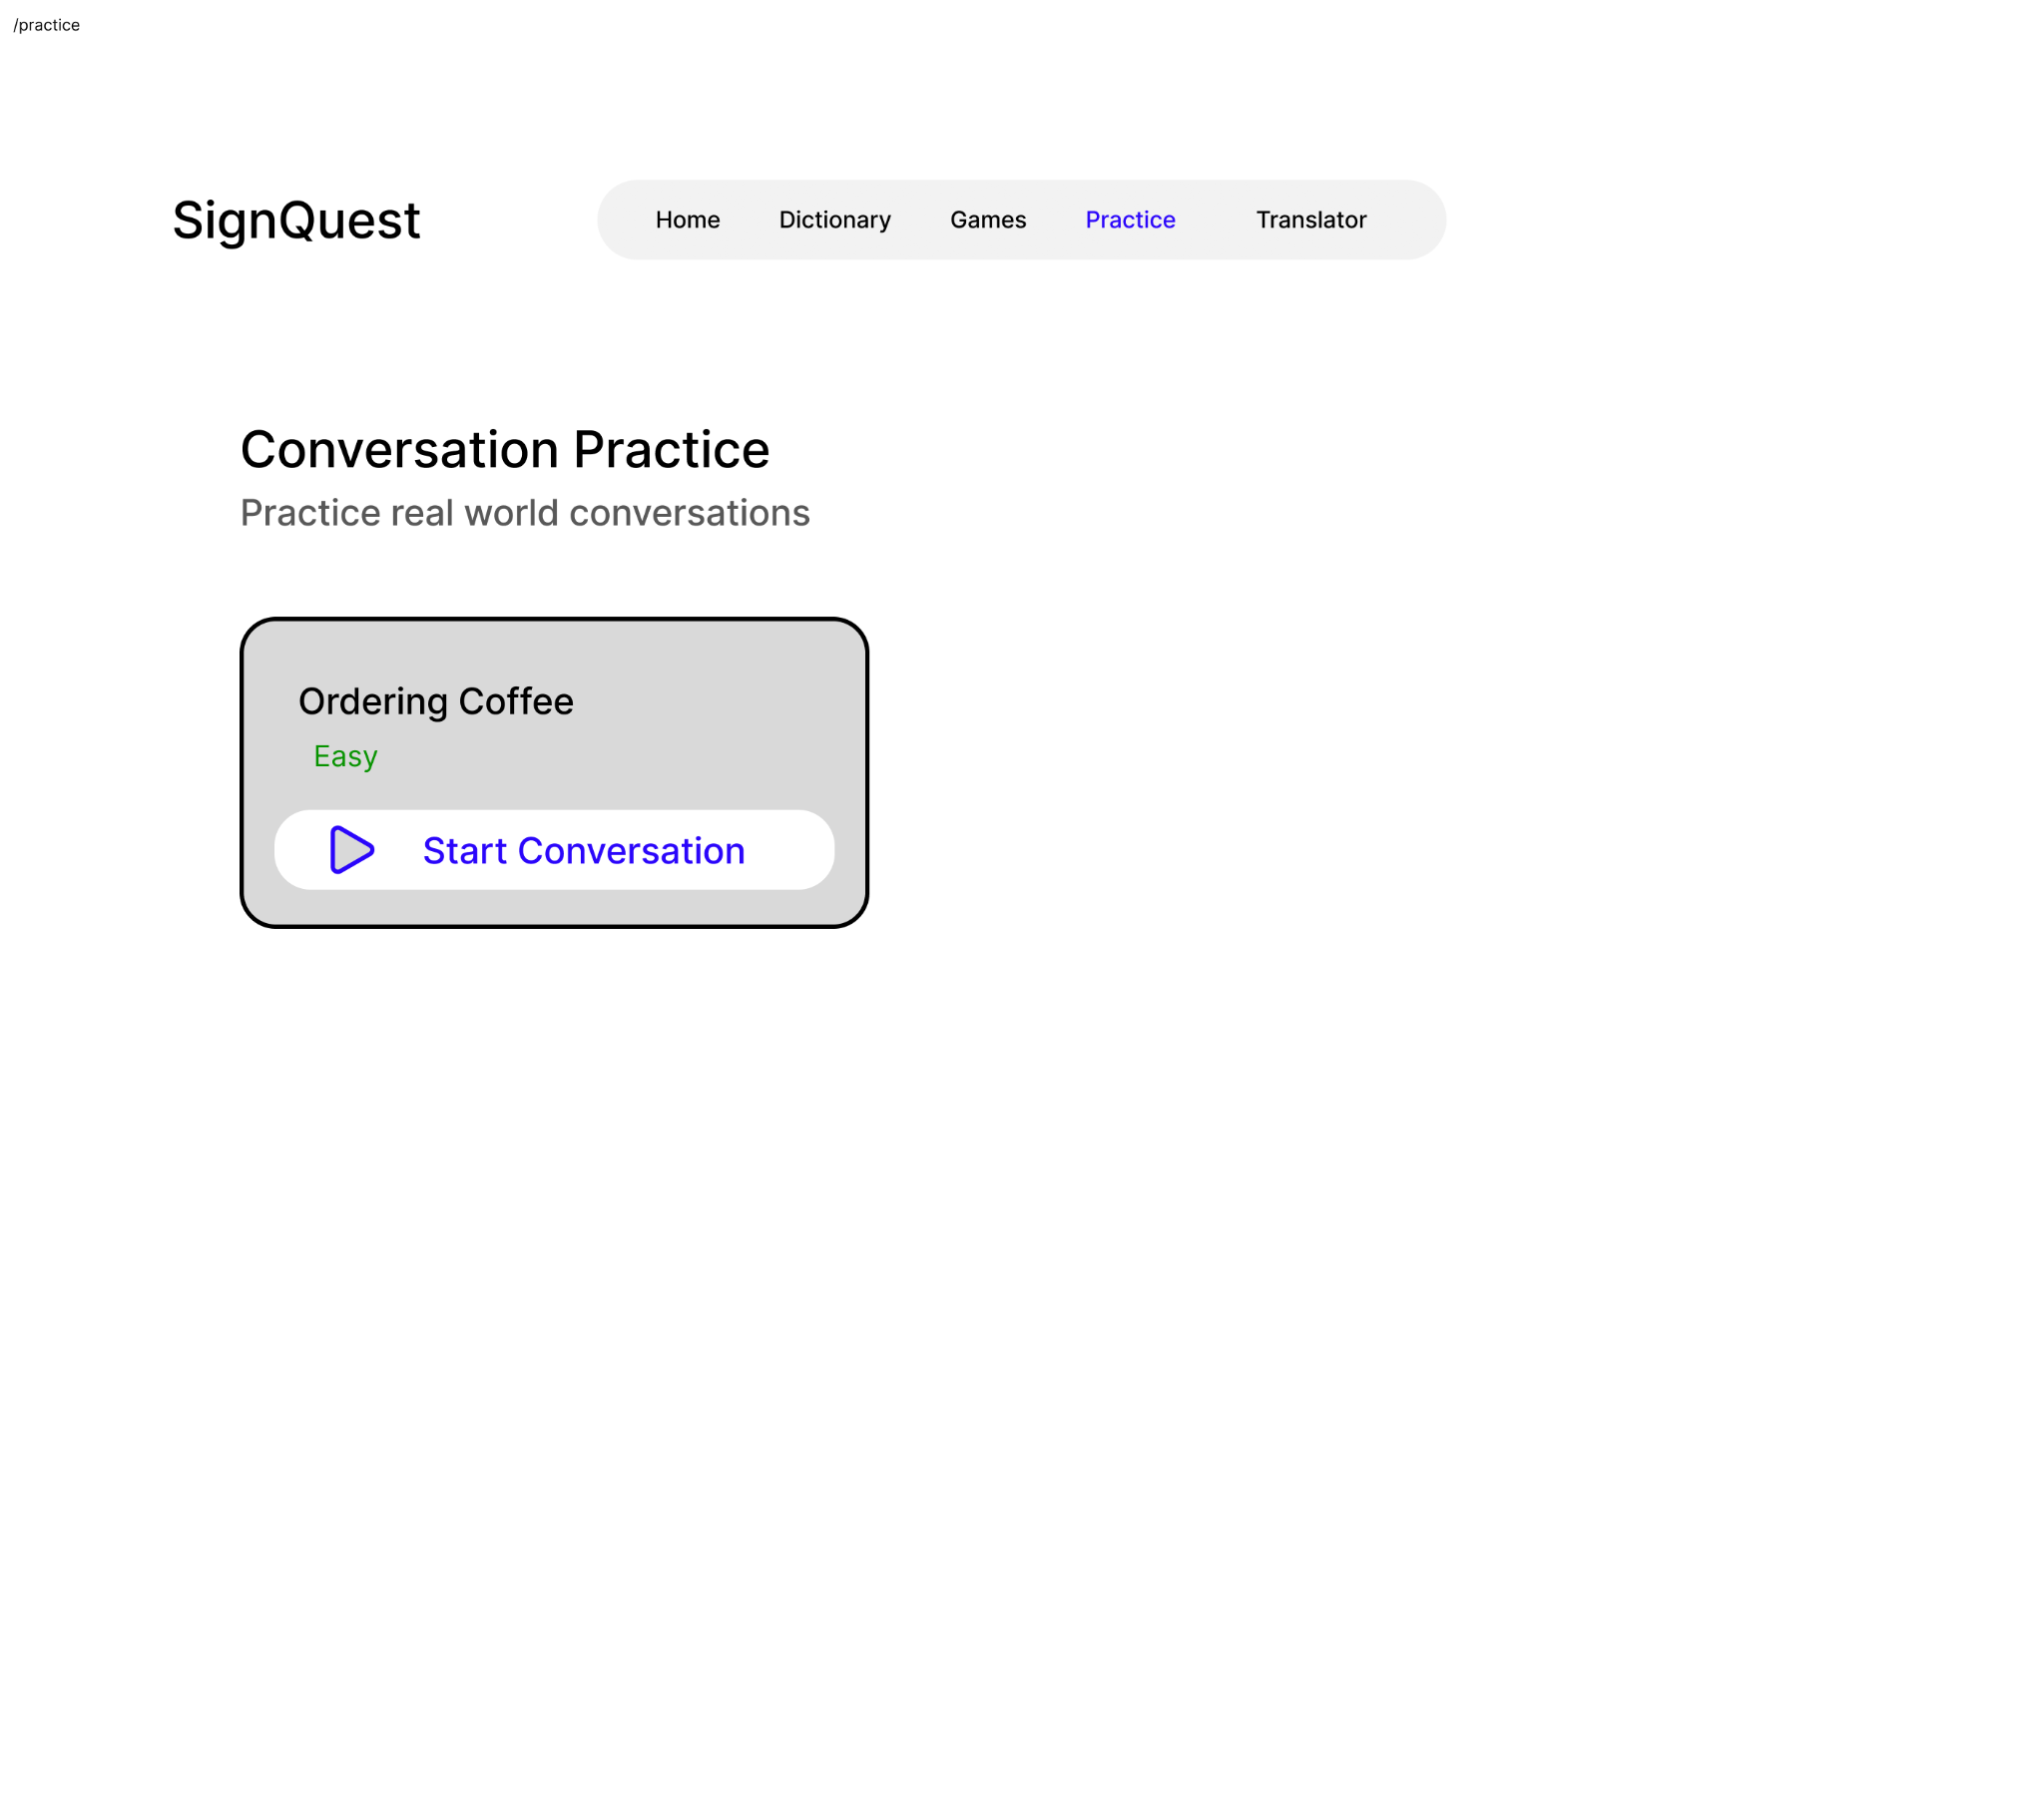 /practice
SignQuest
Home Dictionary Games Practice Translator
Conversation Practice
Practice real world conversations
Ordering Coffee
Easy
Start Conversation